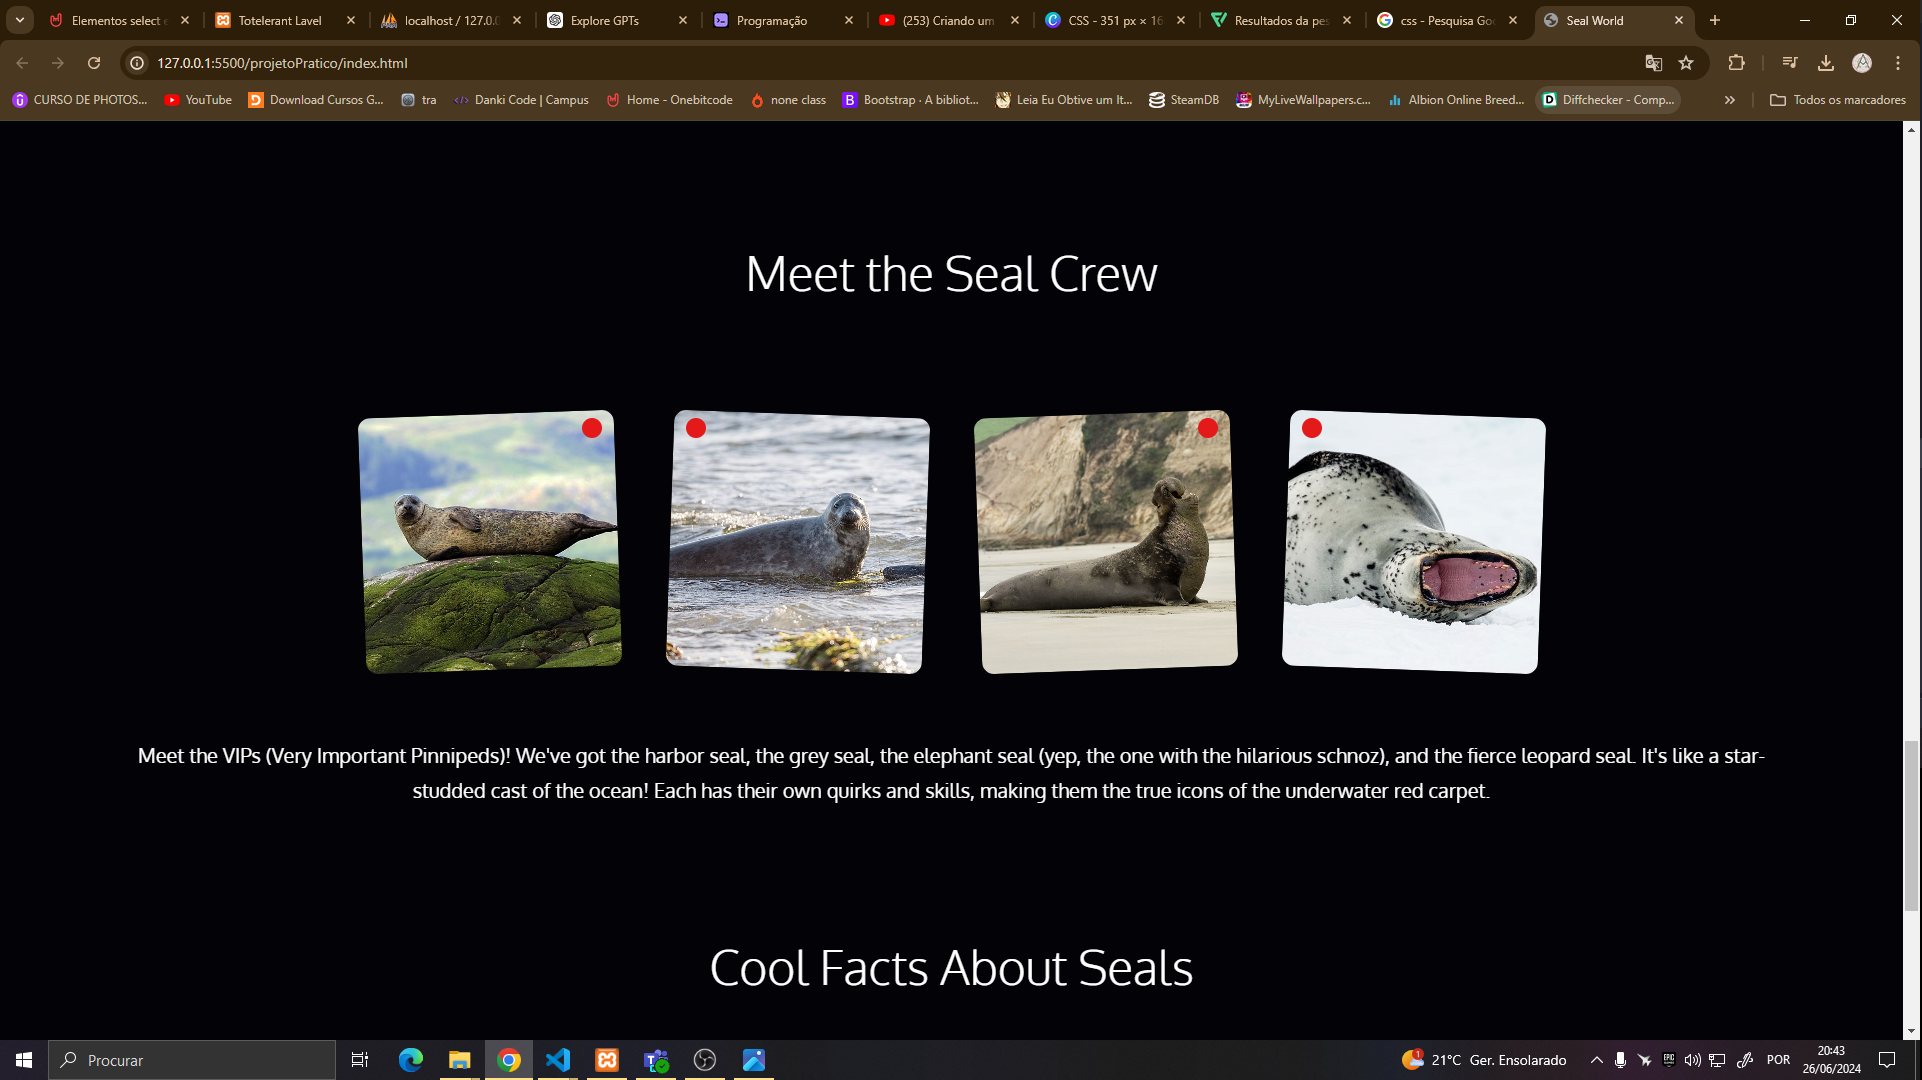 Elementos select e
Totelerant Lavel
localhost / 127.0.0
Explore GPTs
Programação
(253) Criando um
CSS - 351 px × 16
Resultados da pes
css - Pesquisa Goo
Seal World
127.0.0.1:5500/projetoPratico/index.html
CURSO DE PHOTOS...
YouTube
Download Cursos G...
tra
Danki Code | Campus
Home - Onebitcode
none class
Bootstrap · A bibliot...
Leia Eu Obtive um It...
SteamDB
MyLiveWallpapers.c...
Albion Online Breed...
Diffchecker - Comp...
»
Todos os marcadores
Meet the Seal Crew
Meet the VIPs (Very Important Pinnipeds)! We've got the harbor seal, the grey seal, the elephant seal (yep, the one with the hilarious schnoz), and the fierce leopard seal. It's like a star-
studded cast of the ocean! Each has their own quirks and skills, making them the true icons of the underwater red carpet.
Cool Facts About Seals
Procurar
21°C Ger. Ensolarado
POR
20:43
26/06/2024